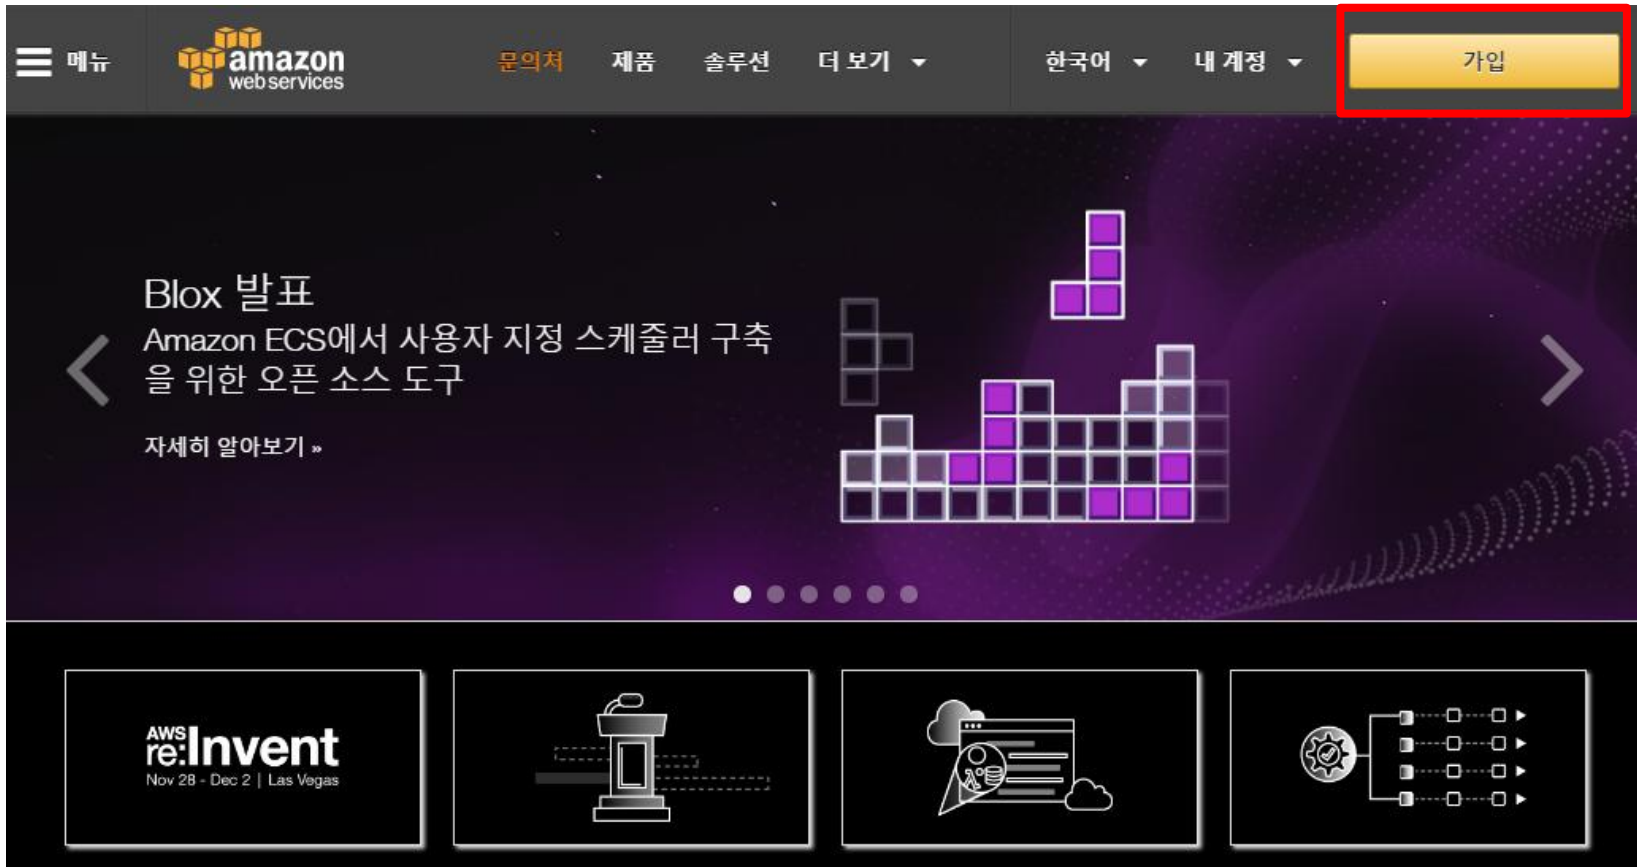 메뉴
amazon
webservices
문의처
제품
솔루션
더 보기
한국어
내 계정
가입
Blox 발표
Amazon ECS에서 사용자 지정 스케줄러 구축
을 위한 오픈 소스 도구
자세히 알아보기 »
AWS
re:Invent
Nov 28 - Dec 2 | Las Vegas
λ